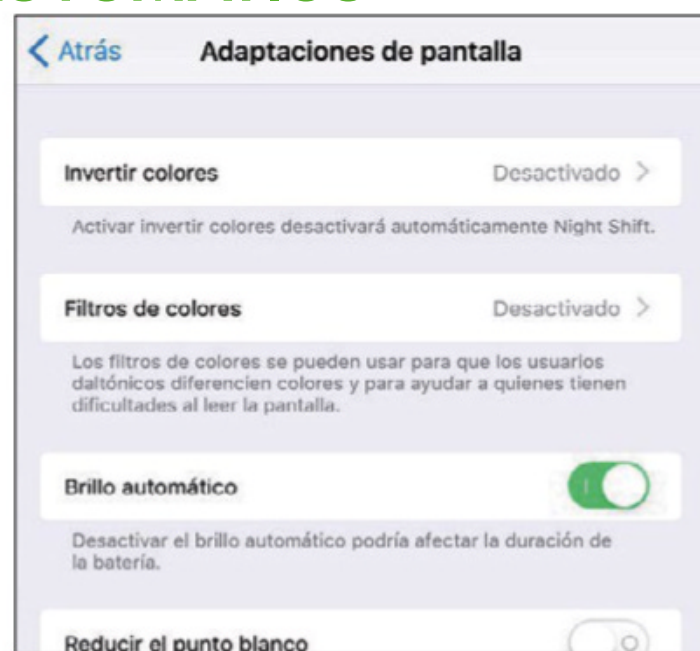 Atrás
Adaptaciones de pantalla
Invertir colores
Desactivado
Activar invertir colores desactivará automáticamente Night Shift.
Filtros de colores
Desactivado
Los filtros de colores se pueden usar para que los usuarios
daltónicos diferencien colores y para ayudar a quienes tienen
dificultades al leer la pantalla.
Brillo automático
Desactivar el brillo automático podría afectar la duración de
la batería.
Reducir el punto blanco